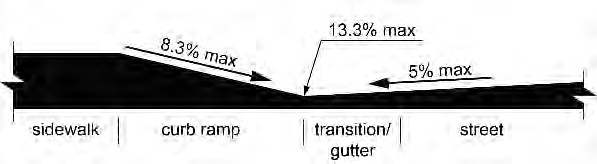 13.3% max
8.3% max
5% max
sidewalk
curb ramp
transition/
gutter
street